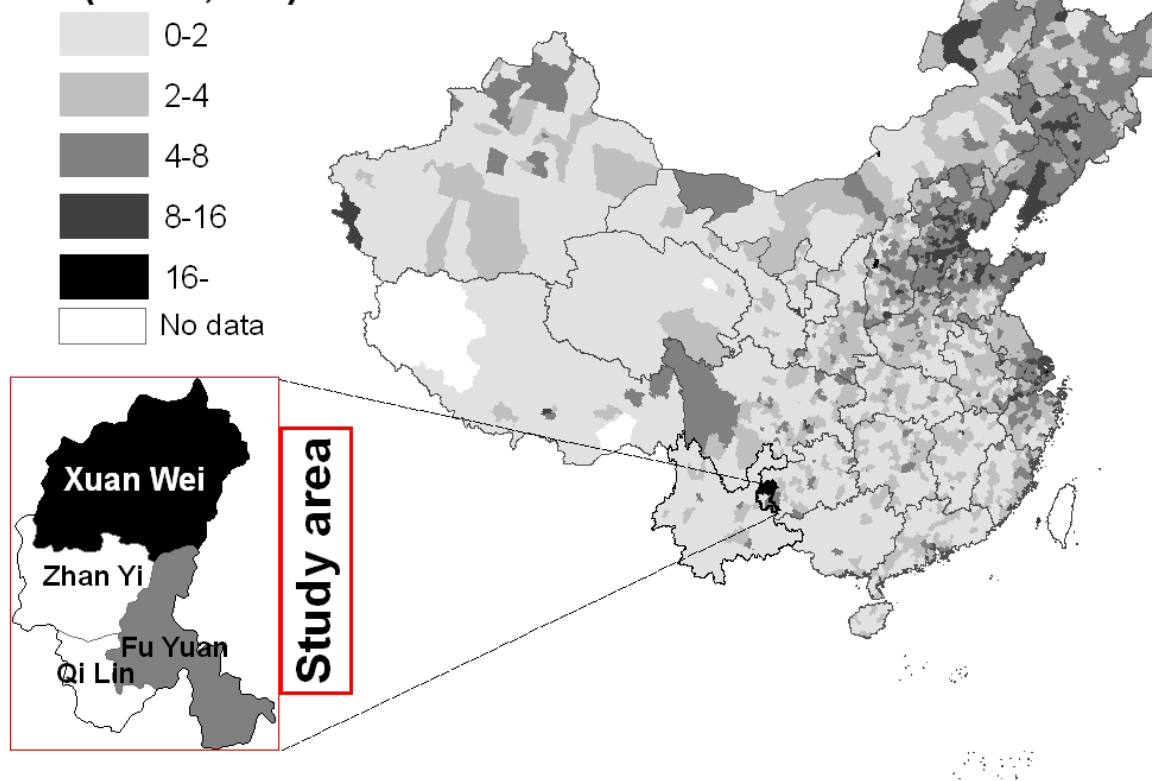 0-2
2-4
4-8
8-16
16-
No data
Xuan Wei
Zhan Yi
Fu Yuan
Qi Lin
Study area